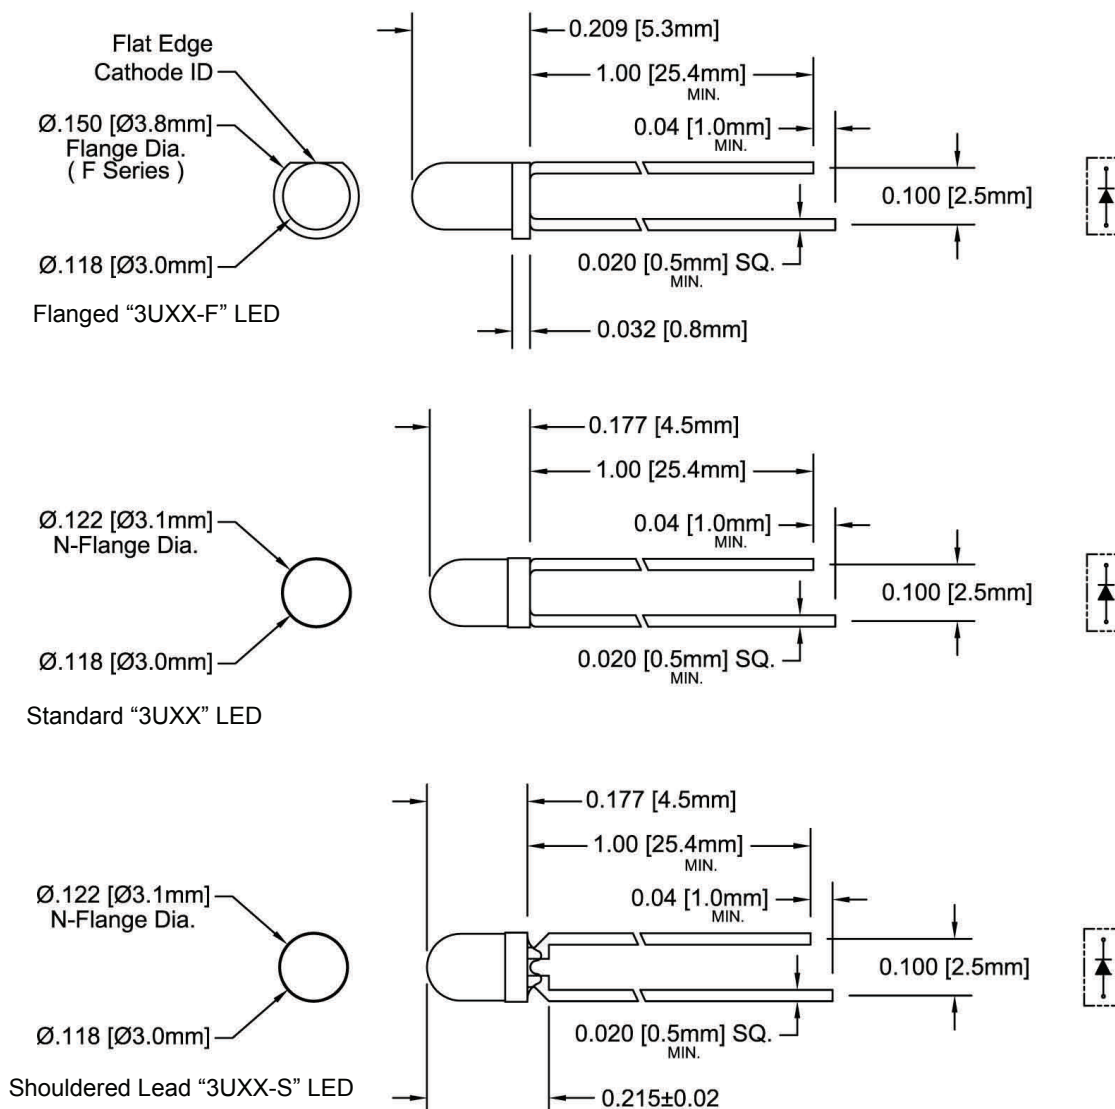 Flat Edge
Cathode ID
Ø.150 [Ø3.8mm]
Flange Dia.
( F Series )
Ø.118 [Ø3.0mm]
Flanged “3UXX-F” LED
0.209 [5.3mm]
1.00 [25.4mm]
MIN.
0.04 [1.0mm]
MIN.
0.100 [2.5mm]
0.020 [0.5mm] SQ.
MIN.
0.032 [0.8mm]
Ø.122 [Ø3.1mm]
N-Flange Dia.
Ø.118 [Ø3.0mm]
Standard “3UXX” LED
0.177 [4.5mm]
1.00 [25.4mm]
0.04 [1.0mm]
MIN.
0.100 [2.5mm]
0.020 [0.5mm] SQ.
MIN.
Ø.122 [Ø3.1mm]
N-Flange Dia.
Ø.118 [Ø3.0mm]
Shouldered Lead “3UXX-S” LED
0.177 [4.5mm]
1.00 [25.4mm]
MIN.
0.04 [1.0mm]
MIN.
0.100 [2.5mm]
0.020 [0.5mm] SQ.
MIN.
0.215±0.02